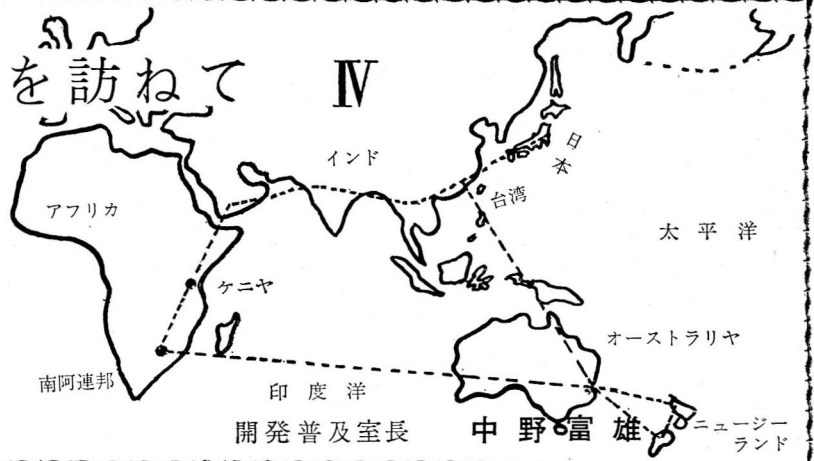 を訪ねて Ⅳ
インド
日本
アフリカ
台湾
太平洋
ケニヤ
オーストラリヤ
南阿連邦
印度洋
開発普及室長 中野富雄
ニュージー
ランド